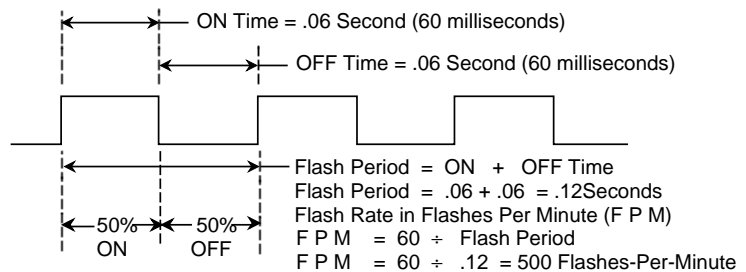 ON Time = .06 Second (60 milliseconds)
OFF Time = .06 Second (60 milliseconds)
Flash Period = ON + OFF Time
Flash Period = .06 + .06 = .12Seconds
Flash Rate in Flashes Per Minute (F P M)
50% 50%
ON OFF
F P M = 60 ÷ Flash Period
F P M = 60 ÷ .12 = 500 Flashes-Per-Minute